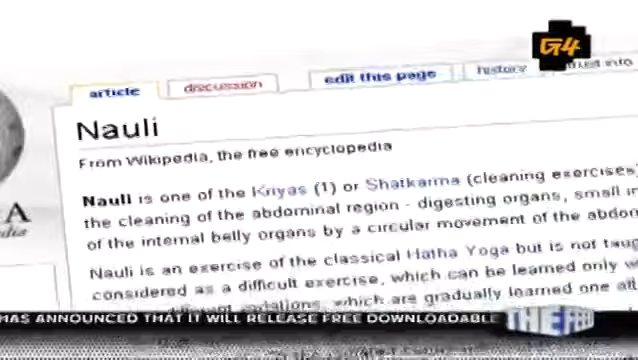 G4
article discussion edit this page history
Nauli
From Wikipedia, the free encyclopedia
Nauli is one of the Kriyas (1) or Shatkarma (cleaning exercises)
the cleaning of the abdominal region - digesting organs, small in
of the internal belly organs by a circular movement of the abdo
Nauli is an exercise of the classical Hatha Yoga but is not taug
considered as a difficult exercise, which can be learned only w
which are gradually learned one
HAS ANNOUNCED THAT IT WILL RELEASE FREE DOWNLOADABLE THE FEED